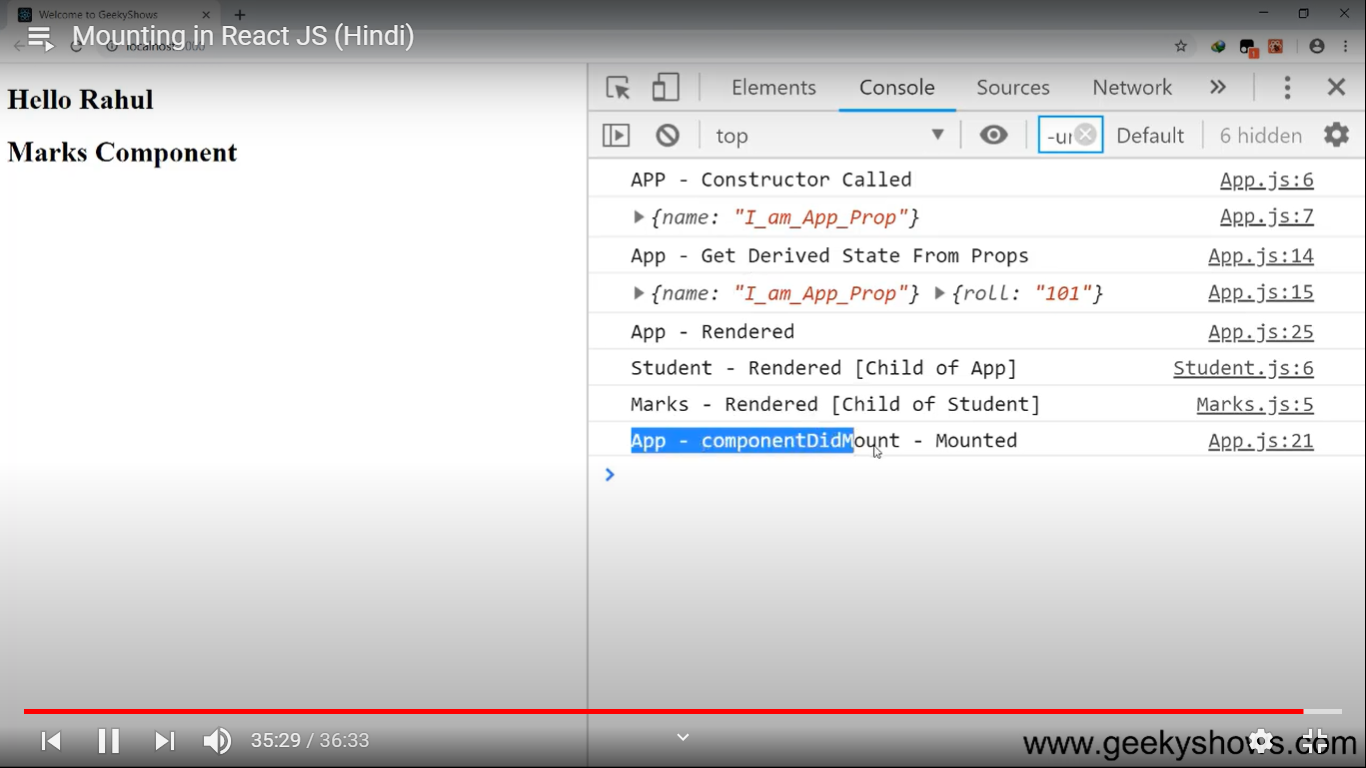 Welcome to GeekyShows
Mounting in React JS (Hindi)
Hello Rahul
Marks Component
Elements Console Sources Network
top -ur Default 6 hidden
APP - Constructor Called App.js:6
{name: "I_am_App_Prop"} App.js:7
App - Get Derived State From Props App.js:14
{name: "I_am_App_Prop"} {roll: "101"} App.js:15
App - Rendered App.js:25
Student - Rendered [Child of App] Student.js:6
Marks - Rendered [Child of Student] Marks.js:5
App - componentDidMount - Mounted App.js:21
35:29 / 36:33
www.geekyshows.com